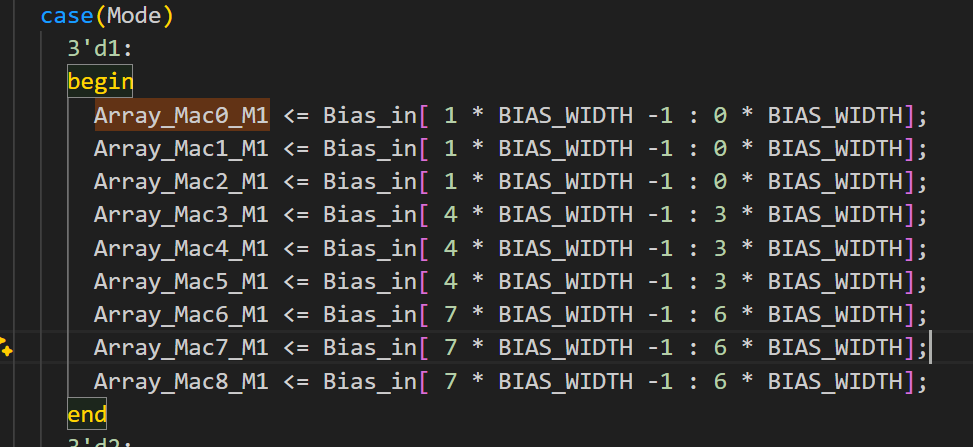 case(Mode)
3'd1:
begin
Array_Mac0_M1 <= Bias_in[ 1 * BIAS_WIDTH -1 : 0 * BIAS_WIDTH];
Array_Mac1_M1 <= Bias_in[ 1 * BIAS_WIDTH -1 : 0 * BIAS_WIDTH];
Array_Mac2_M1 <= Bias_in[ 1 * BIAS_WIDTH -1 : 0 * BIAS_WIDTH];
Array_Mac3_M1 <= Bias_in[ 4 * BIAS_WIDTH -1 : 3 * BIAS_WIDTH];
Array_Mac4_M1 <= Bias_in[ 4 * BIAS_WIDTH -1 : 3 * BIAS_WIDTH];
Array_Mac5_M1 <= Bias_in[ 4 * BIAS_WIDTH -1 : 3 * BIAS_WIDTH];
Array_Mac6_M1 <= Bias_in[ 7 * BIAS_WIDTH -1 : 6 * BIAS_WIDTH];
Array_Mac7_M1 <= Bias_in[ 7 * BIAS_WIDTH -1 : 6 * BIAS_WIDTH];
Array_Mac8_M1 <= Bias_in[ 7 * BIAS_WIDTH -1 : 6 * BIAS_WIDTH];
end
3'd2: